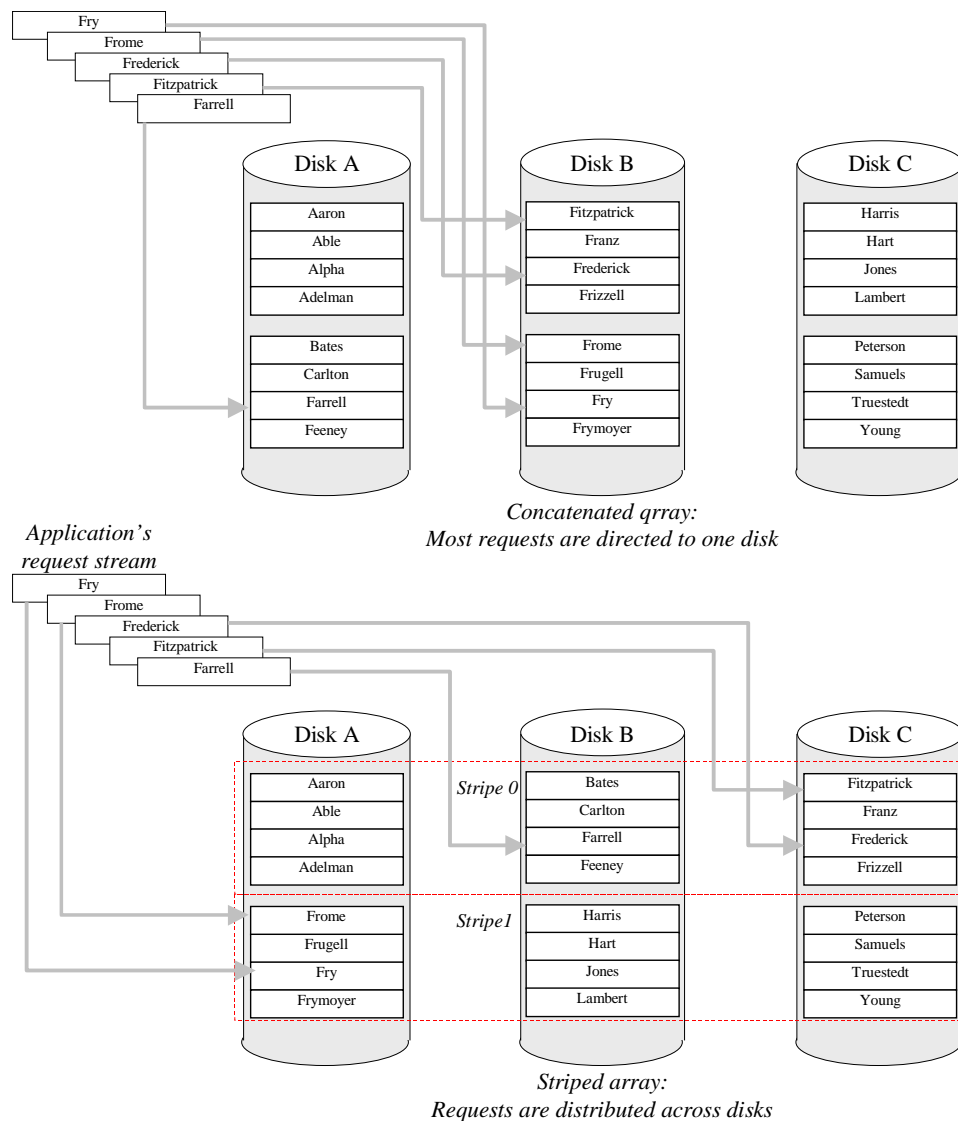 Fry
Frome
Frederick
Fitzpatrick
Farrell
Disk A
Disk B
Disk C
Aaron
Able
Alpha
Adelman
Bates
Carlton
Farrell
Feeney
Fitzpatrick
Franz
Frederick
Frizzell
Frome
Frugell
Fry
Frymoyer
Harris
Hart
Jones
Lambert
Peterson
Samuels
Truestedt
Young
Concatenated qrray:
Most requests are directed to one disk
Application's
request stream
Fry
Frome
Frederick
Fitzpatrick
Farrell
Disk A
Disk B
Disk C
Stripe 0
Aaron
Able
Alpha
Adelman
Bates
Carlton
Farrell
Feeney
Fitzpatrick
Franz
Frederick
Frizzell
Stripe1
Frome
Frugell
Fry
Frymoyer
Harris
Hart
Jones
Lambert
Peterson
Samuels
Truestedt
Young
Striped array:
Requests are distributed across disks